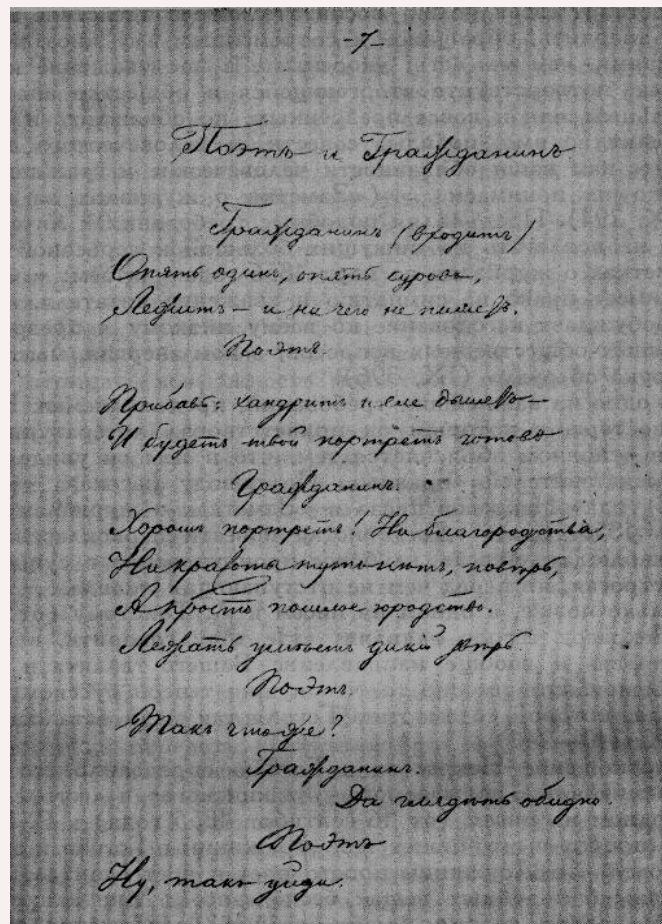 -7-
Поэтъ и Гражданинъ
Гражданинъ (входитъ)
Опять одинъ, опять суровъ,
Лежитъ – и ничего не пишетъ.
Поэтъ.
Прибавь: хандритъ и еле дышетъ –
И будетъ твой портретъ готовъ
Гражданинъ.
Хорошъ портретъ! Ни благородства,
Ни красоты тутъ нѣтъ, повѣрь,
А просто пошлое юродство.
Лежать умѣетъ дикій звѣрь.
Поэтъ.
Такъ что же?
Гражданинъ.
Да глядѣть обидно.
Поэтъ
Ну, такъ уйди.